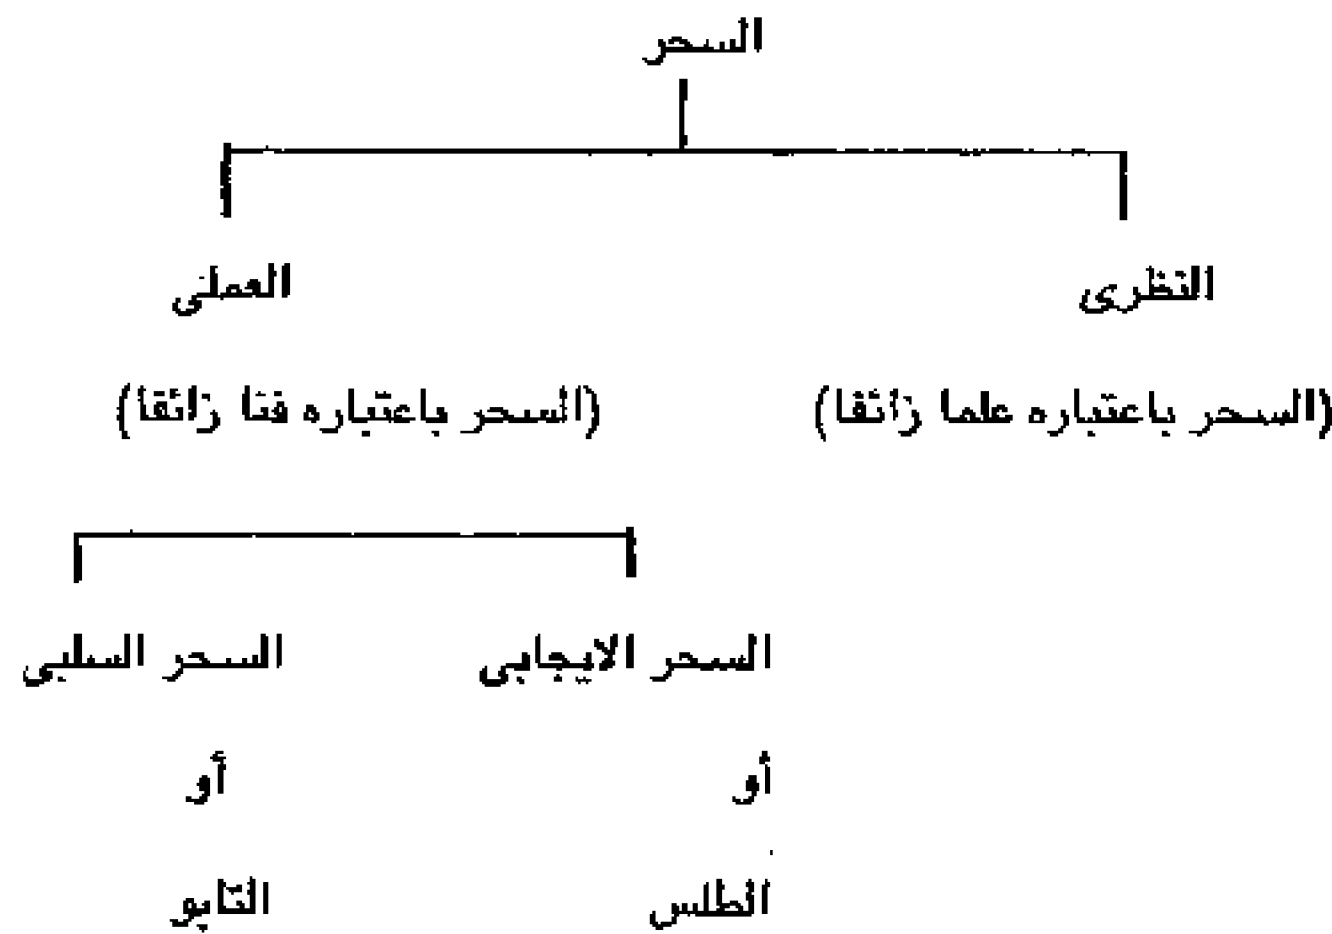 السحر
النظرى
العملى
(السحر باعتباره علما زائفا)
(السحر باعتباره فنا زائفا)
السحر الايجابى
السحر السلبى
أو
أو
الطلس
التابو